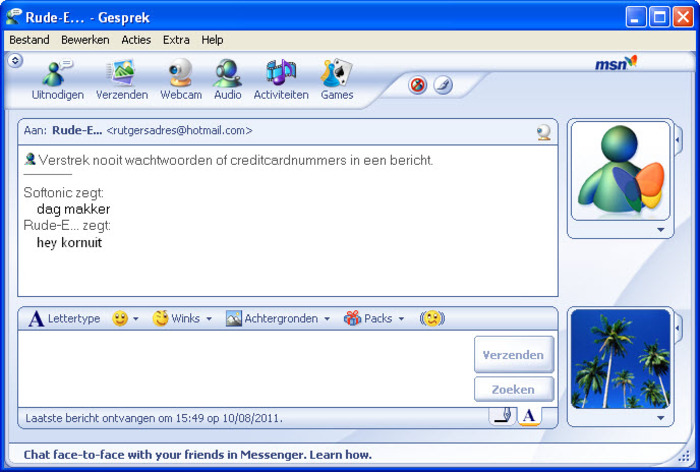 Rude-E... - Gesprek
Bestand Bewerken Acties Extra Help
msn
Uitnodigen Verzenden Webcam Audio Activiteiten Games
Aan: Rude-E... <rutgersadres@hotmail.com>
Verstrek nooit wachtwoorden of creditcardnummers in een bericht.
Softonic zegt:
dag makker
Rude-E... zegt:
hey kornuit
A Lettertype Winks Achtergronden Packs
Verzenden
Zoeken
Laatste bericht ontvangen om 15:49 op 10/08/2011.
A
Chat face-to-face with your friends in Messenger. Learn how.